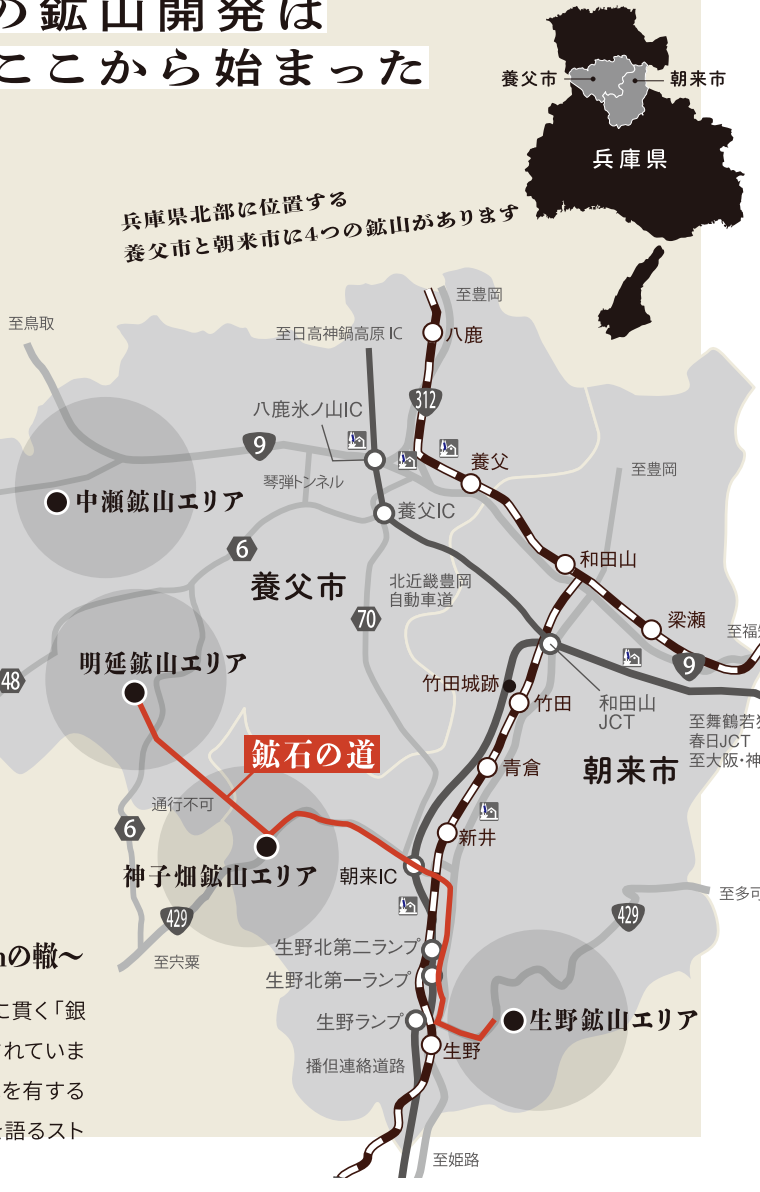 の鉱山開発は
ここから始まった
養父市
朝来市
兵庫県
兵庫県北部に位置する
養父市と朝来市に4つの鉱山があります
至豊岡
至鳥取
至日高神鍋高原 IC
八鹿
312
八鹿氷ノ山IC
9
養父
至豊岡
琴弾トンネル
中瀬鉱山エリア
養父IC
6
和田山
養父市
北近畿豊岡
自動車道
70
梁瀬
至福知
9
明延鉱山エリア
48
竹田城跡
竹田
和田山
JCT
至舞鶴若狭
春日JCT
至大阪・神
鉱石の道
青倉
朝来市
通行不可
6
新井
神子畑鉱山エリア
朝来IC
429
至多可
429
の轍〜
生野北第二ランプ
至宍粟
生野北第一ランプ
に貫く「銀
生野ランプ
生野鉱山エリア
れていま
生野
播但連絡道路
を有する
語るスト
至姫路